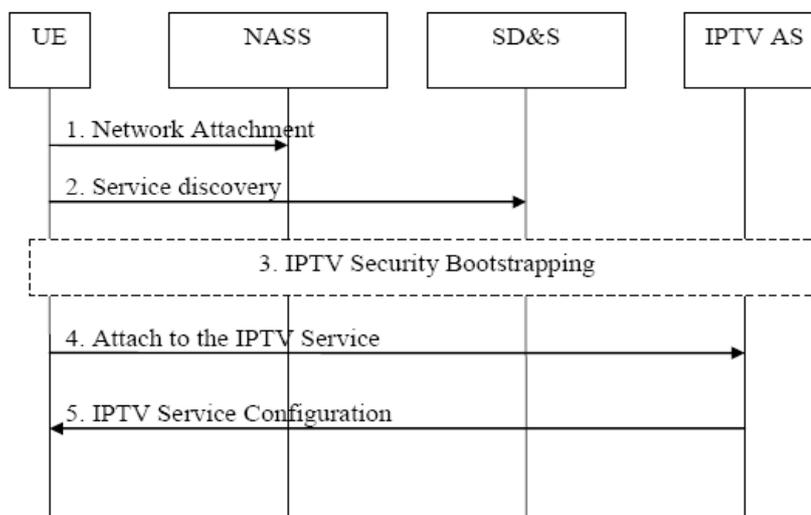 UE
NASS
SD&S
IPTV AS
1. Network Attachment
2. Service discovery
3. IPTV Security Bootstrapping
4. Attach to the IPTV Service
5. IPTV Service Configuration